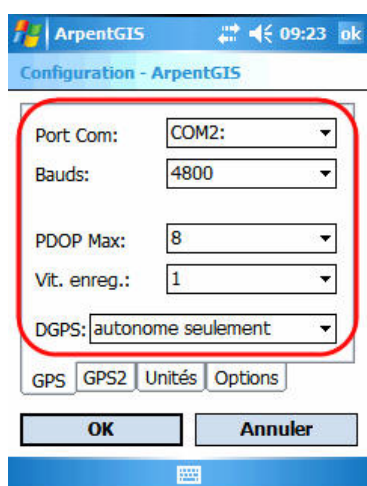 ArpentGIS 09:23 ok
Configuration - ArpentGIS
Port Com: COM2:
Bauds: 4800
PDOP Max: 8
Vit. enreg.: 1
DGPS: autonome seulement
GPS GPS2 Unités Options
OK Annuler